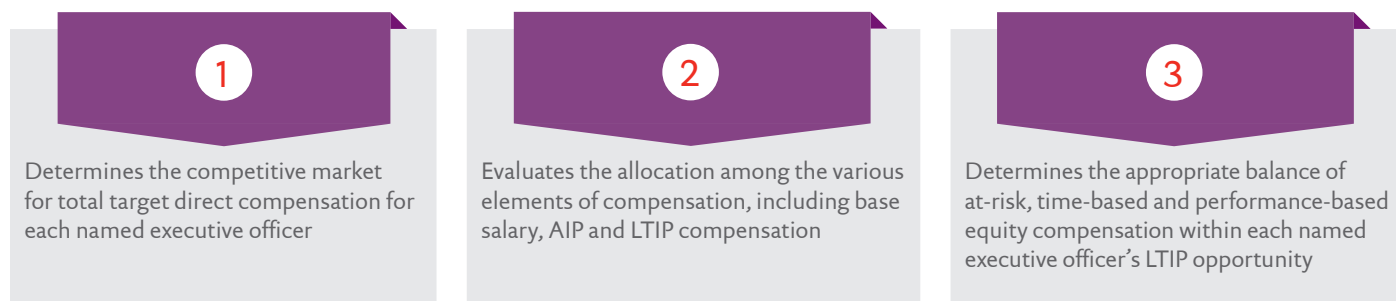 1
Determines the competitive market
for total target direct compensation for
each named executive officer
2
Evaluates the allocation among the various
elements of compensation, including base
salary, AIP and LTIP compensation
3
Determines the appropriate balance of
at-risk, time-based and performance-based
equity compensation within each named
executive officer’s LTIP opportunity